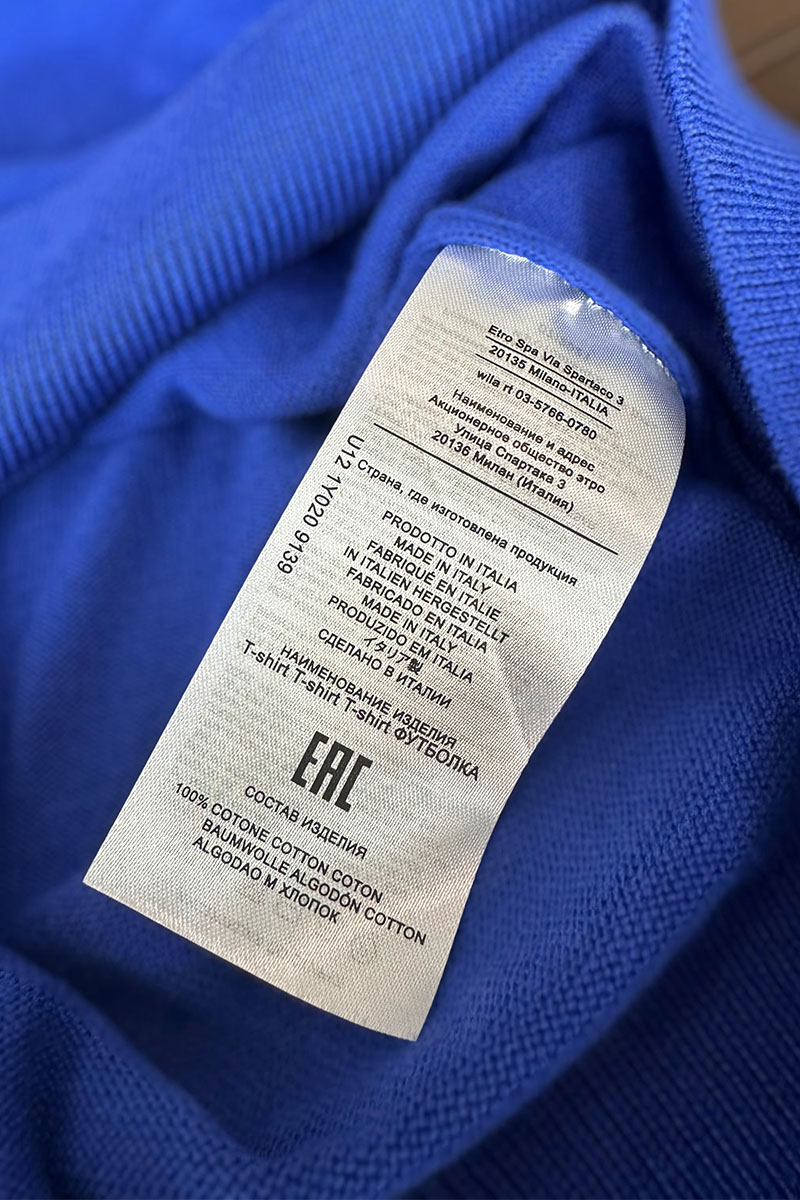 Etro Spa Via Spartaco 3
20135 Milano-ITALIA
wila rt 03-5766-0780
Наименование и адрес
Акционерное общество этро
Улица Спартака 3
20136 Милан (Италия)
Страна, где изготовлена продукция
U12 1Y020 9139
PRODOTTO IN ITALIA
MADE IN ITALY
FABRIQUÉ EN ITALIE
IN ITALIEN HERGESTELLT
FABRICADO EN ITALIA
MADE IN ITALY
PRODUZIDO EM ITALIA
イタリア製
СДЕЛАНО В ИТАЛИИ
НАИМЕНОВАНИЕ ИЗДЕЛИЯ
T-shirt T-shirt T-shirt ФУТБОЛКА
EAC
СОСТАВ ИЗДЕЛИЯ
100% COTONE COTTON COTON
BAUMWOLLE ALGODÓN COTTON
ALGODAO М ХЛОПОК